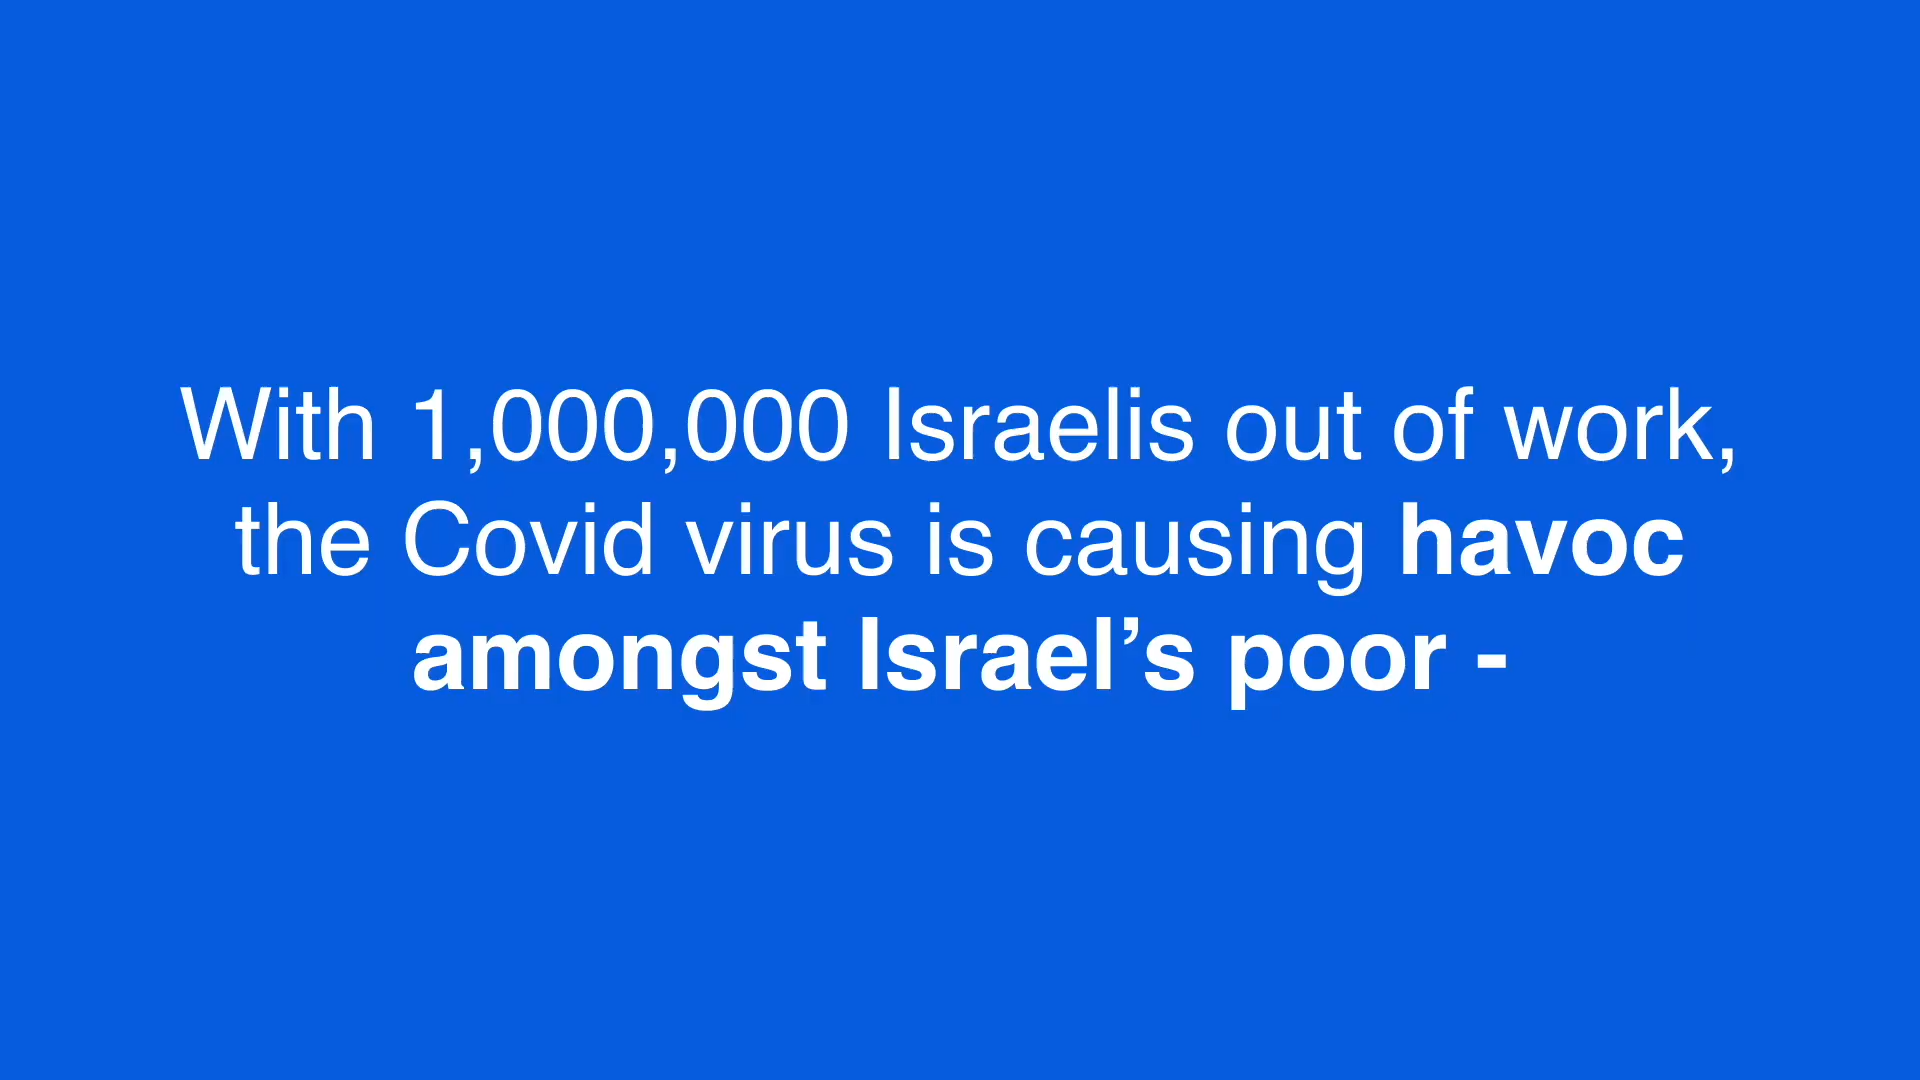 With 1,000,000 Israelis out of work,
the Covid virus is causing havoc
amongst Israel’s poor -